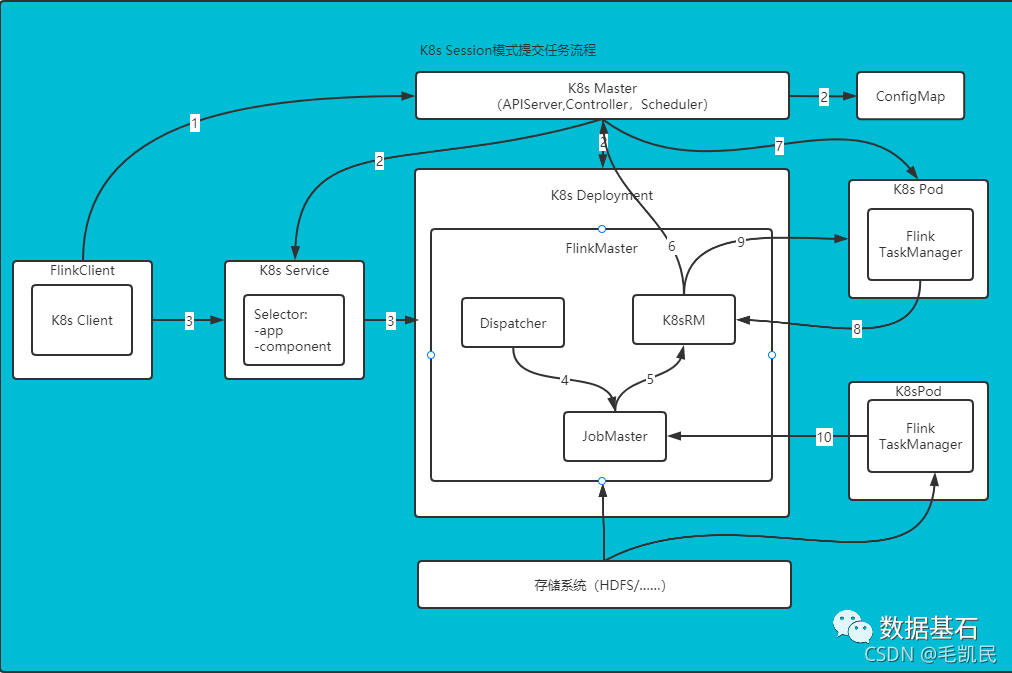 K8s Session模式提交任务流程
K8s Master
（APIServer,Controller，Scheduler）
2
ConfigMap
1
2
2
7
K8s Deployment
K8s Pod
Flink
TaskManager
FlinkMaster
6
9
FlinkClient
K8s Client
3
K8s Service
Selector:
-app
-component
3
Dispatcher
K8sRM
8
4
5
JobMaster
10
K8sPod
Flink
TaskManager
存储系统（HDFS/......）
数据基石
CSDN @毛凯民